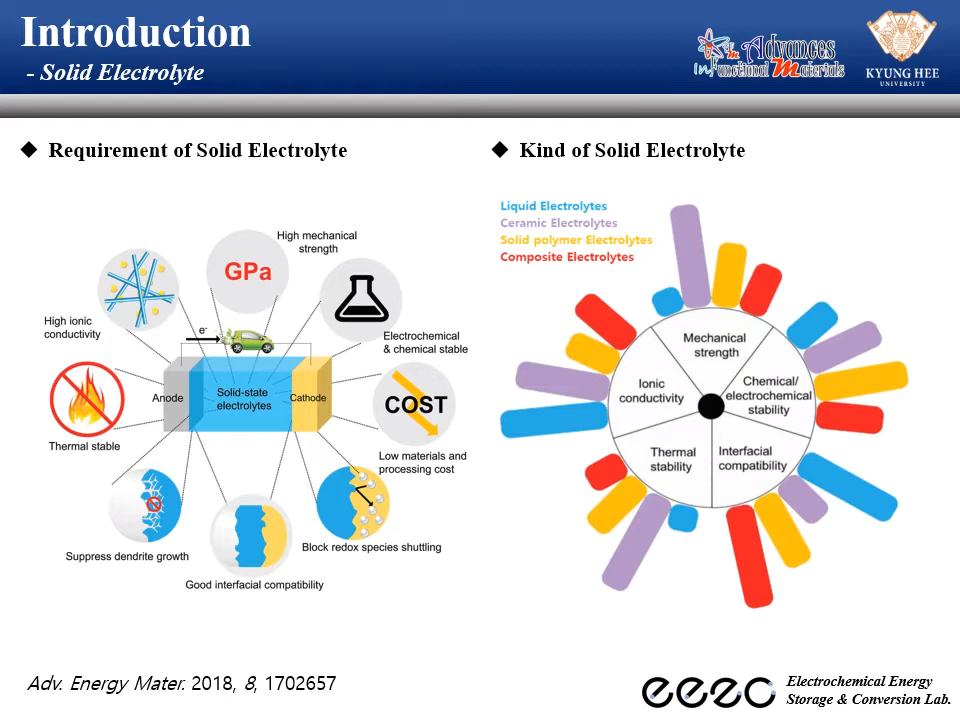 Introduction
- Solid Electrolyte
Advances
in Functional Materials
KYUNG HEE
UNIVERSITY
◆ Requirement of Solid Electrolyte
High mechanical
strength
GPa
High ionic
conductivity
e-
Electrochemical
& chemical stable
Anode
Solid-state
electrolytes
Cathode
COST
Thermal stable
Low materials and
processing cost
Suppress dendrite growth
Block redox species shuttling
Good interfacial compatibility
◆ Kind of Solid Electrolyte
Liquid Electrolytes
Ceramic Electrolytes
Solid polymer Electrolytes
Composite Electrolytes
Mechanical
strength
Ionic
conductivity
Chemical/
electrochemical
stability
Thermal
stability
Interfacial
compatibility
Adv. Energy Mater. 2018, 8, 1702657
eesc
Electrochemical Energy
Storage & Conversion Lab.